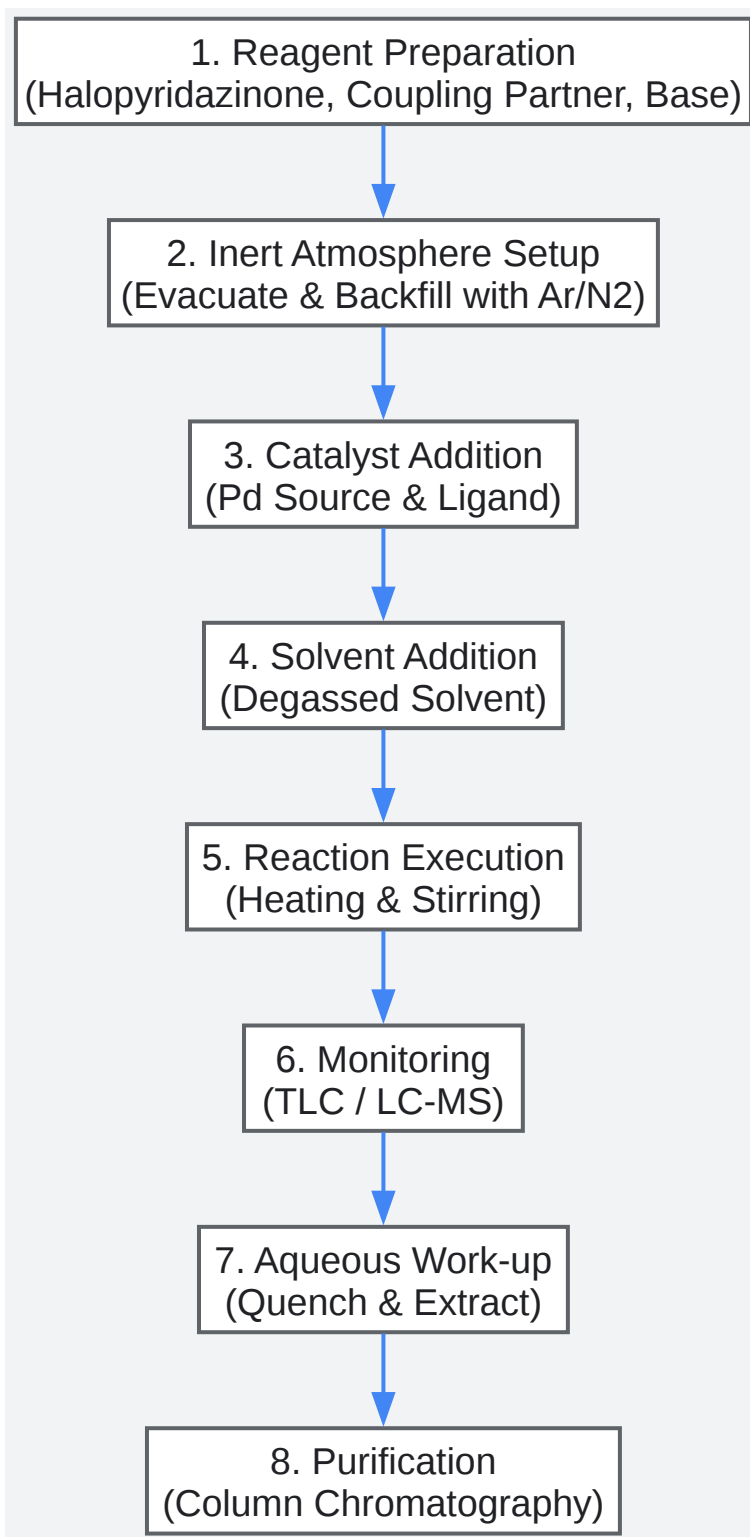 1. Reagent Preparation
(Halopyridazinone, Coupling Partner, Base)
2. Inert Atmosphere Setup
(Evacuate & Backfill with Ar/N2)
3. Catalyst Addition
(Pd Source & Ligand)
4. Solvent Addition
(Degassed Solvent)
5. Reaction Execution
(Heating & Stirring)
6. Monitoring
(TLC / LC-MS)
7. Aqueous Work-up
(Quench & Extract)
8. Purification
(Column Chromatography)